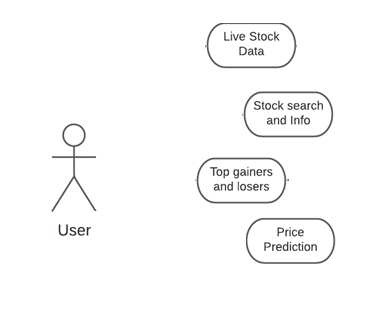 Live Stock
Data
Stock search
and Info
Top gainers
and losers
User
Price
Prediction